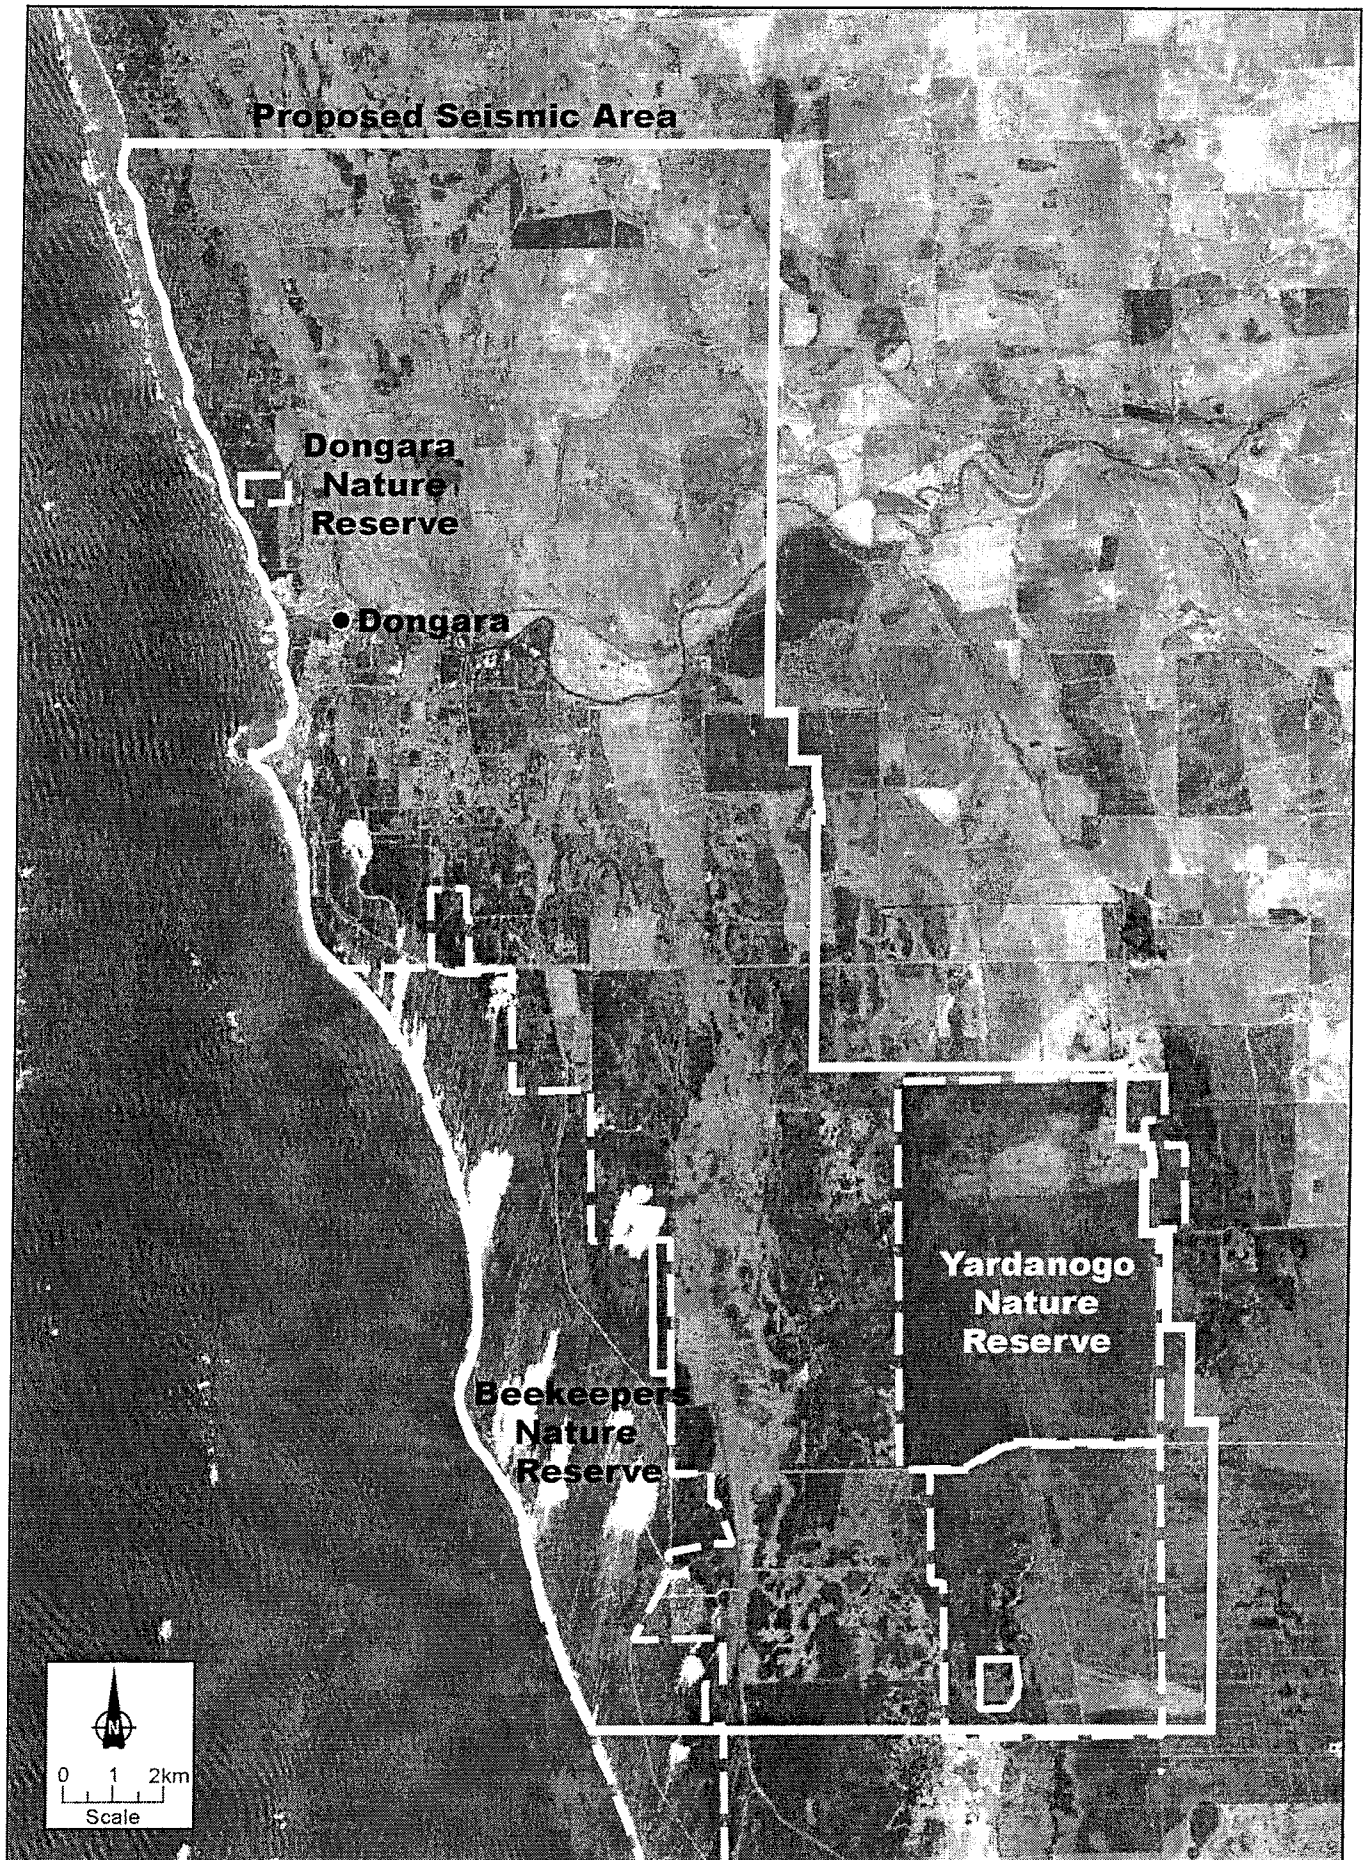 Proposed Seismic Area
Dongara
Nature
Reserve
Dongara
Yardanogo
Nature
Reserve
Beekeepers
Nature
Reserve
N
0 1 2km
Scale